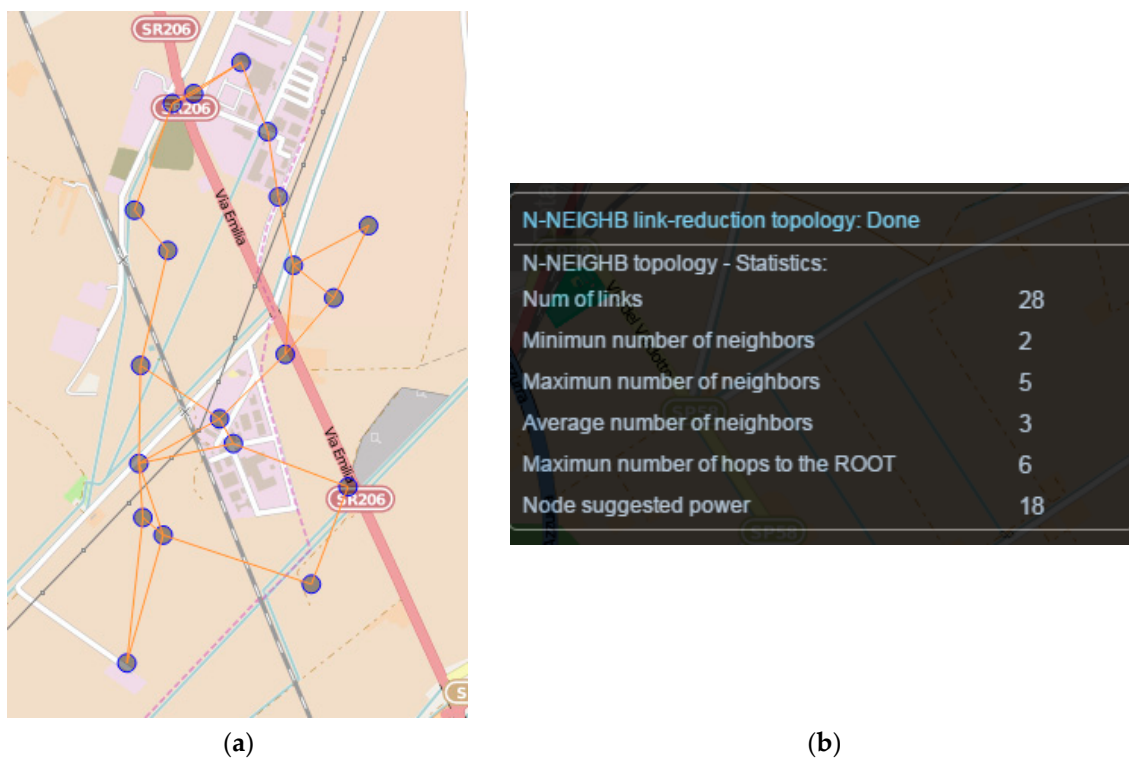 SR206
SR206
Via Emilia
Via Emilia
SR206
S
N-NEIGHB link-reduction topology: Done
N-NEIGHB topology - Statistics:
Num of links 28
Minimun number of neighbors 2
Maximun number of neighbors 5
Average number of neighbors 3
Maximun number of hops to the ROOT 6
Node suggested power 18
SP38
(a)
(b)